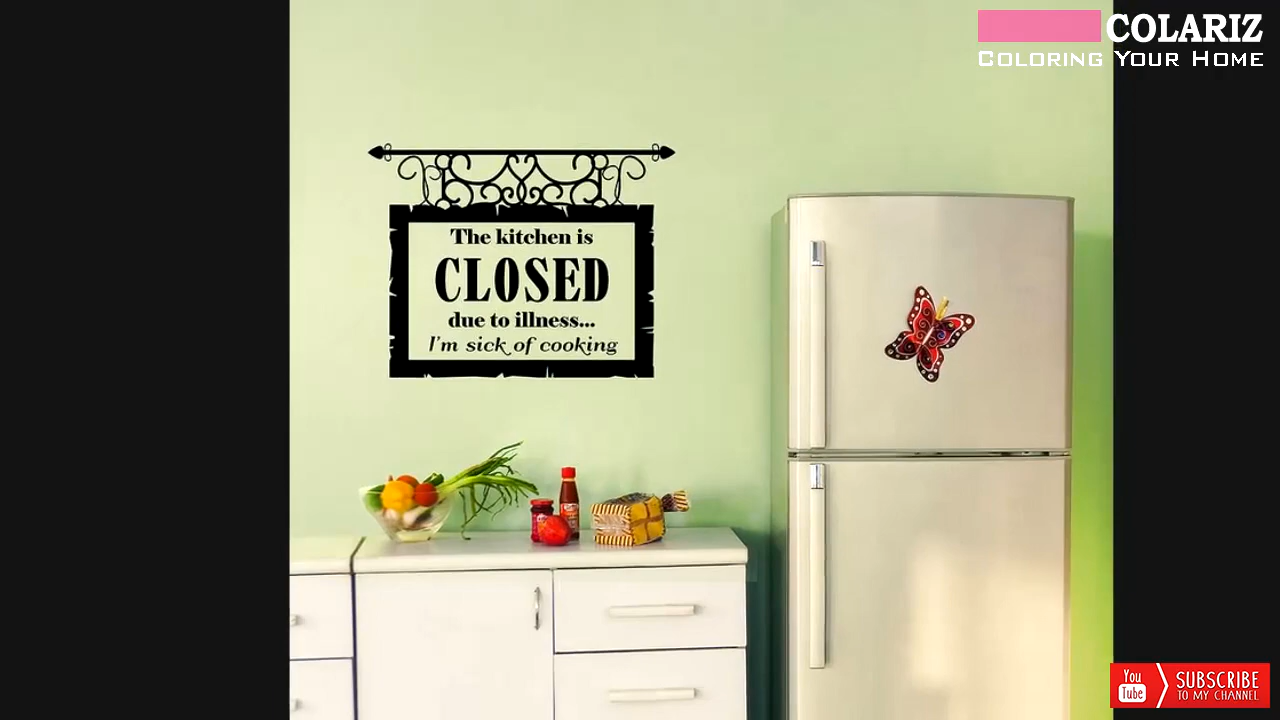 COLARIZ
COLORING YOUR HOME
The kitchen is
CLOSED
due to illness...
I'm sick of cooking
You
Tube
SUBSCRIBE
TO MY CHANNEL